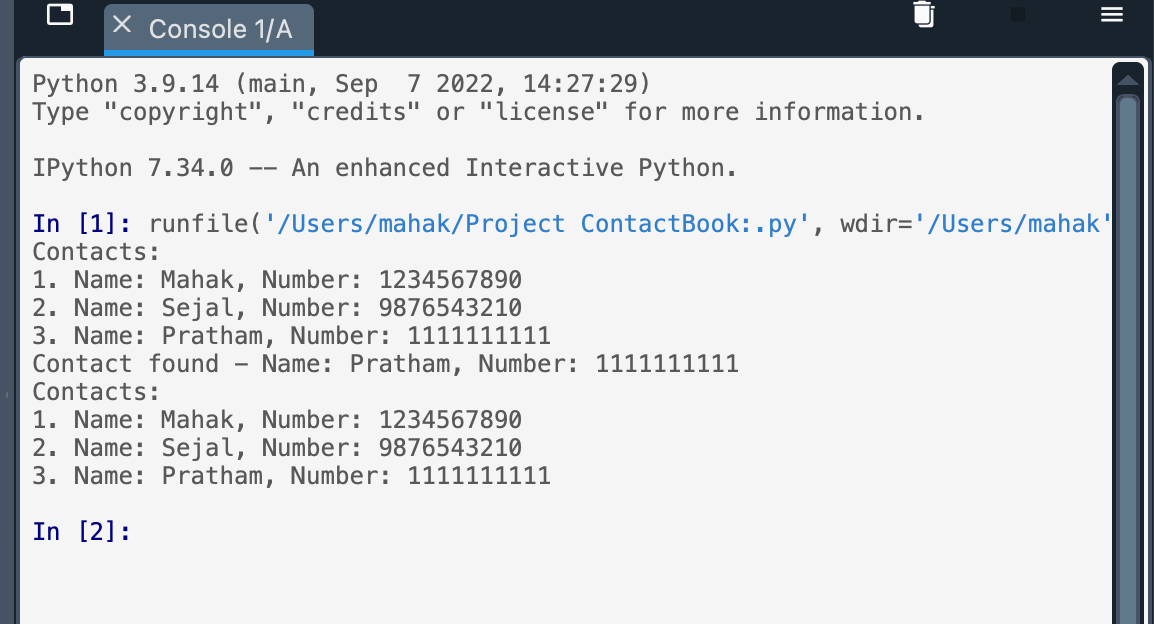 Console 1/A
Python 3.9.14 (main, Sep  7 2022, 14:27:29)
Type "copyright", "credits" or "license" for more information.
IPython 7.34.0 -- An enhanced Interactive Python.
In [1]: runfile('/Users/mahak/Project ContactBook:.py', wdir='/Users/mahak'
Contacts:
1. Name: Mahak, Number: 1234567890
2. Name: Sejal, Number: 9876543210
3. Name: Pratham, Number: 1111111111
Contact found – Name: Pratham, Number: 1111111111
Contacts:
1. Name: Mahak, Number: 1234567890
2. Name: Sejal, Number: 9876543210
3. Name: Pratham, Number: 1111111111
In [2]: